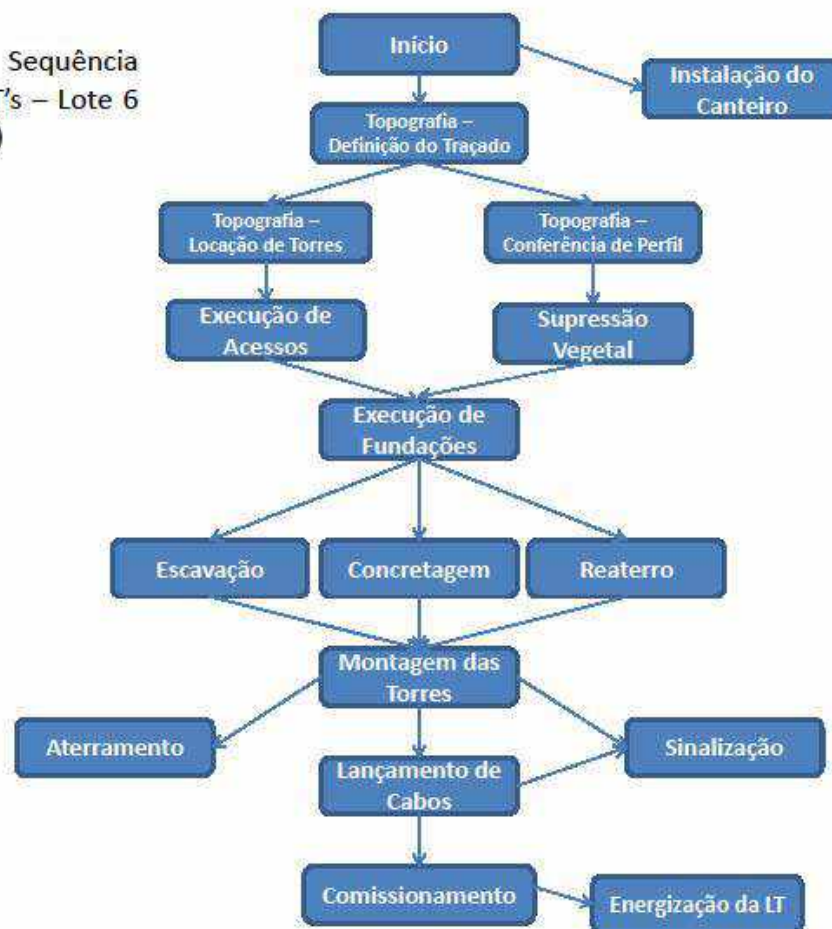 Sequência
T's – Lote 6
)
Início
Instalação do
Canteiro
Topografia –
Definição do Traçado
Topografia –
Locação de Torres
Topografia –
Conferência de Perfil
Execução de
Acessos
Supressão
Vegetal
Execução de
Fundações
Escavação
Concretagem
Reaterro
Montagem das
Torres
Aterramento
Sinalização
Lançamento de
Cabos
Comissionamento
Energização da LT